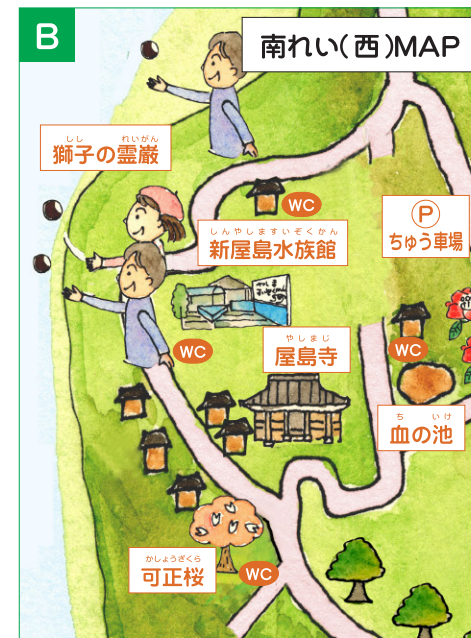 B
南れい(西)MAP
しし れいがん
獅子の霊巌
WC
しんやしますいぞくかん
新屋島水族館
P
ちゅう車場
WC
やしまじ
屋島寺
WC
ち いけ
血の池
かしょうざくら
可正桜
WC